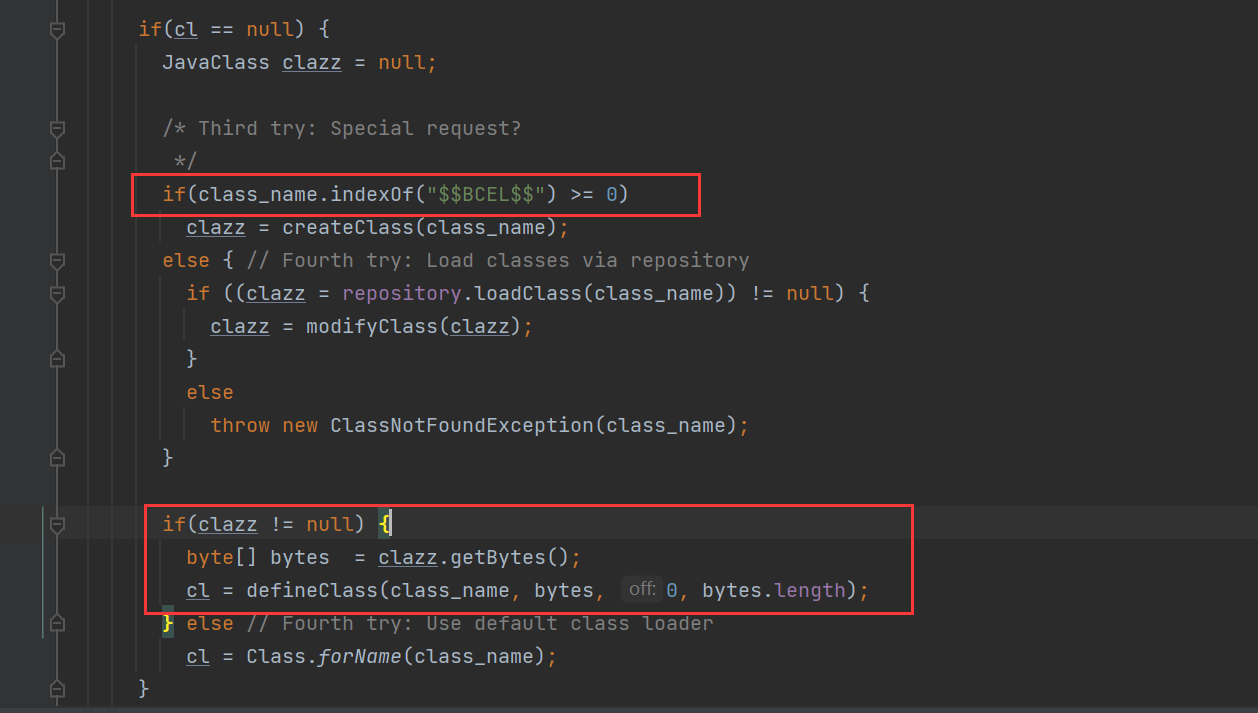 if(cl == null) {
JavaClass clazz = null;
/* Third try: Special request?
*/
if(class_name.indexOf("$$BCEL$$") >= 0)
clazz = createClass(class_name);
else { // Fourth try: Load classes via repository
if ((clazz = repository.loadClass(class_name)) != null) {
clazz = modifyClass(clazz);
}
else
throw new ClassNotFoundException(class_name);
}
if(clazz != null) {
byte[] bytes  = clazz.getBytes();
cl = defineClass(class_name, bytes, off: 0, bytes.length);
} else // Fourth try: Use default class loader
cl = Class.forName(class_name);
}